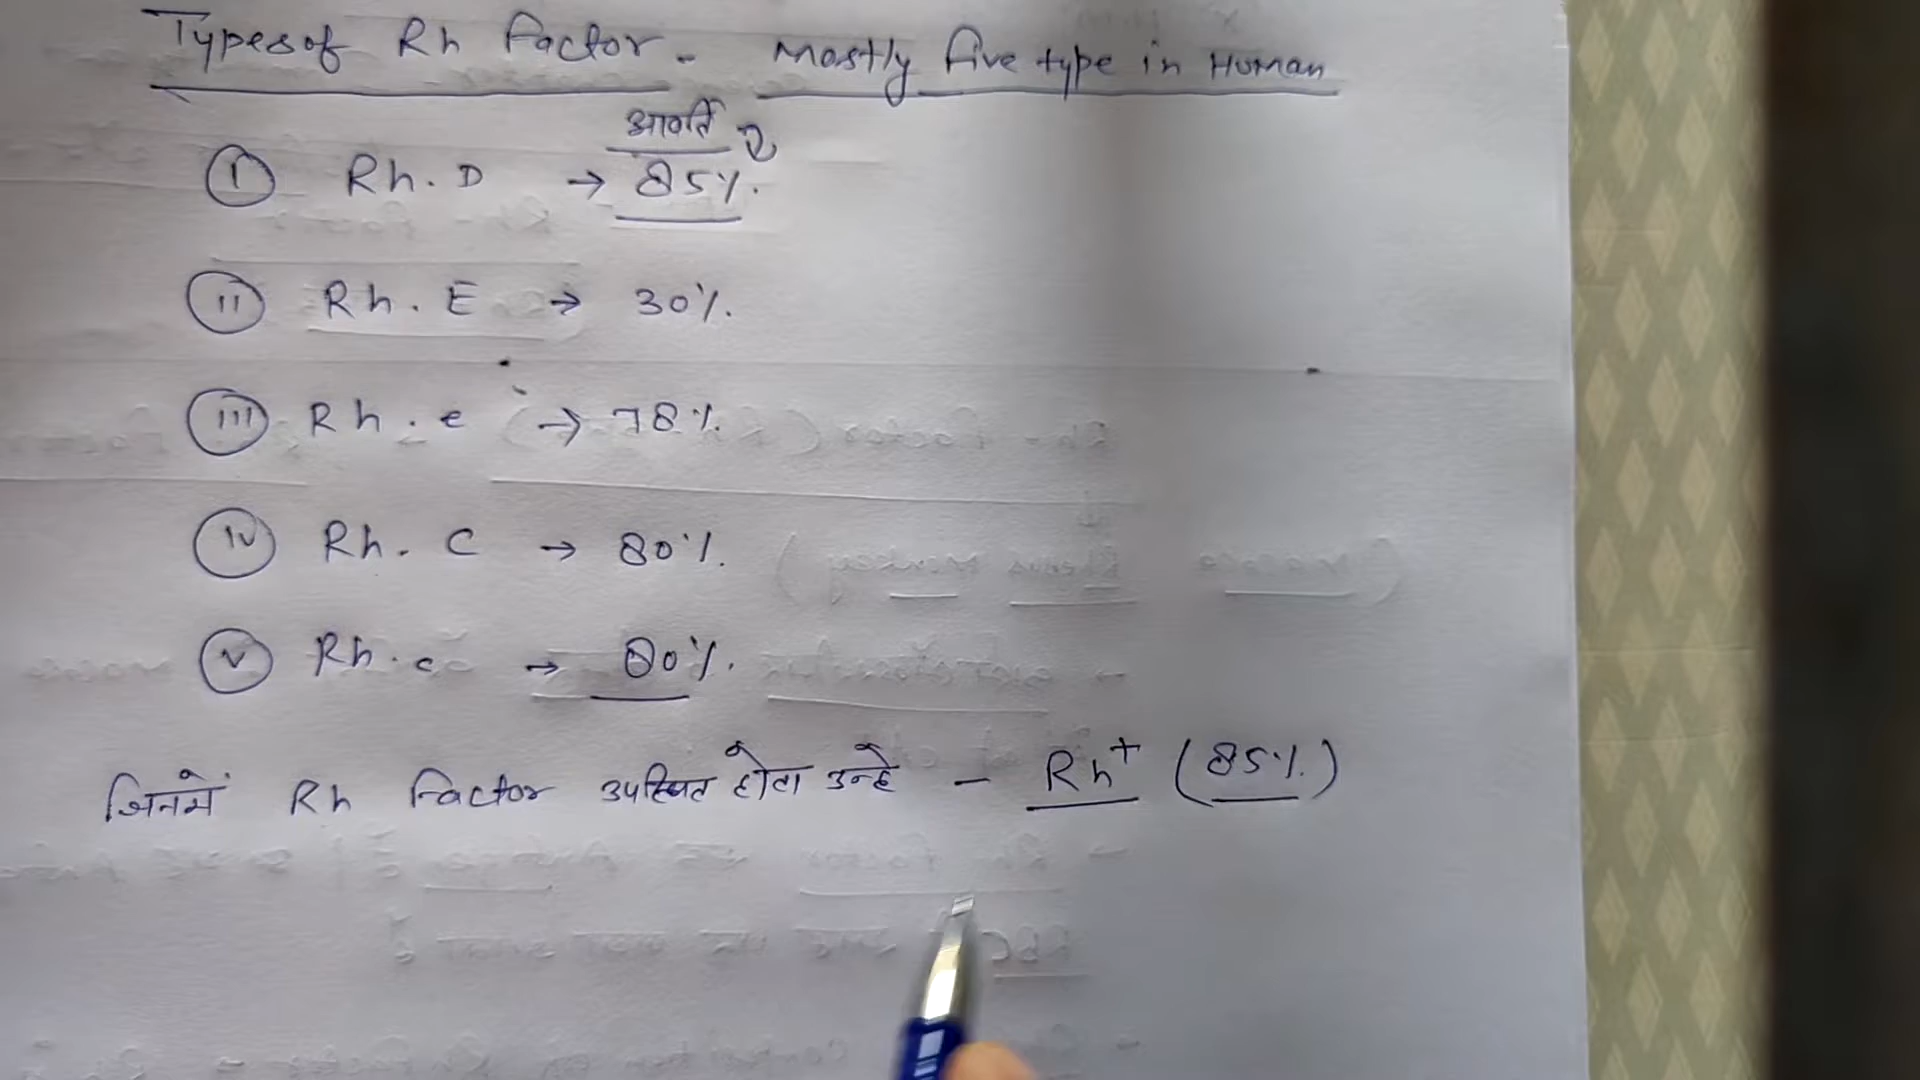 Types of Rh factor - Mostly five type in Human
आवर्ति
(i) Rh. D → 85%.
(ii) Rh. E → 30%.
(iii) Rh. e → 78%.
(iv) Rh. C → 80%.
(v) Rh. c → 80%.
जिनमें Rh factor उपस्थित होता उन्हे - Rh+ (85%.)